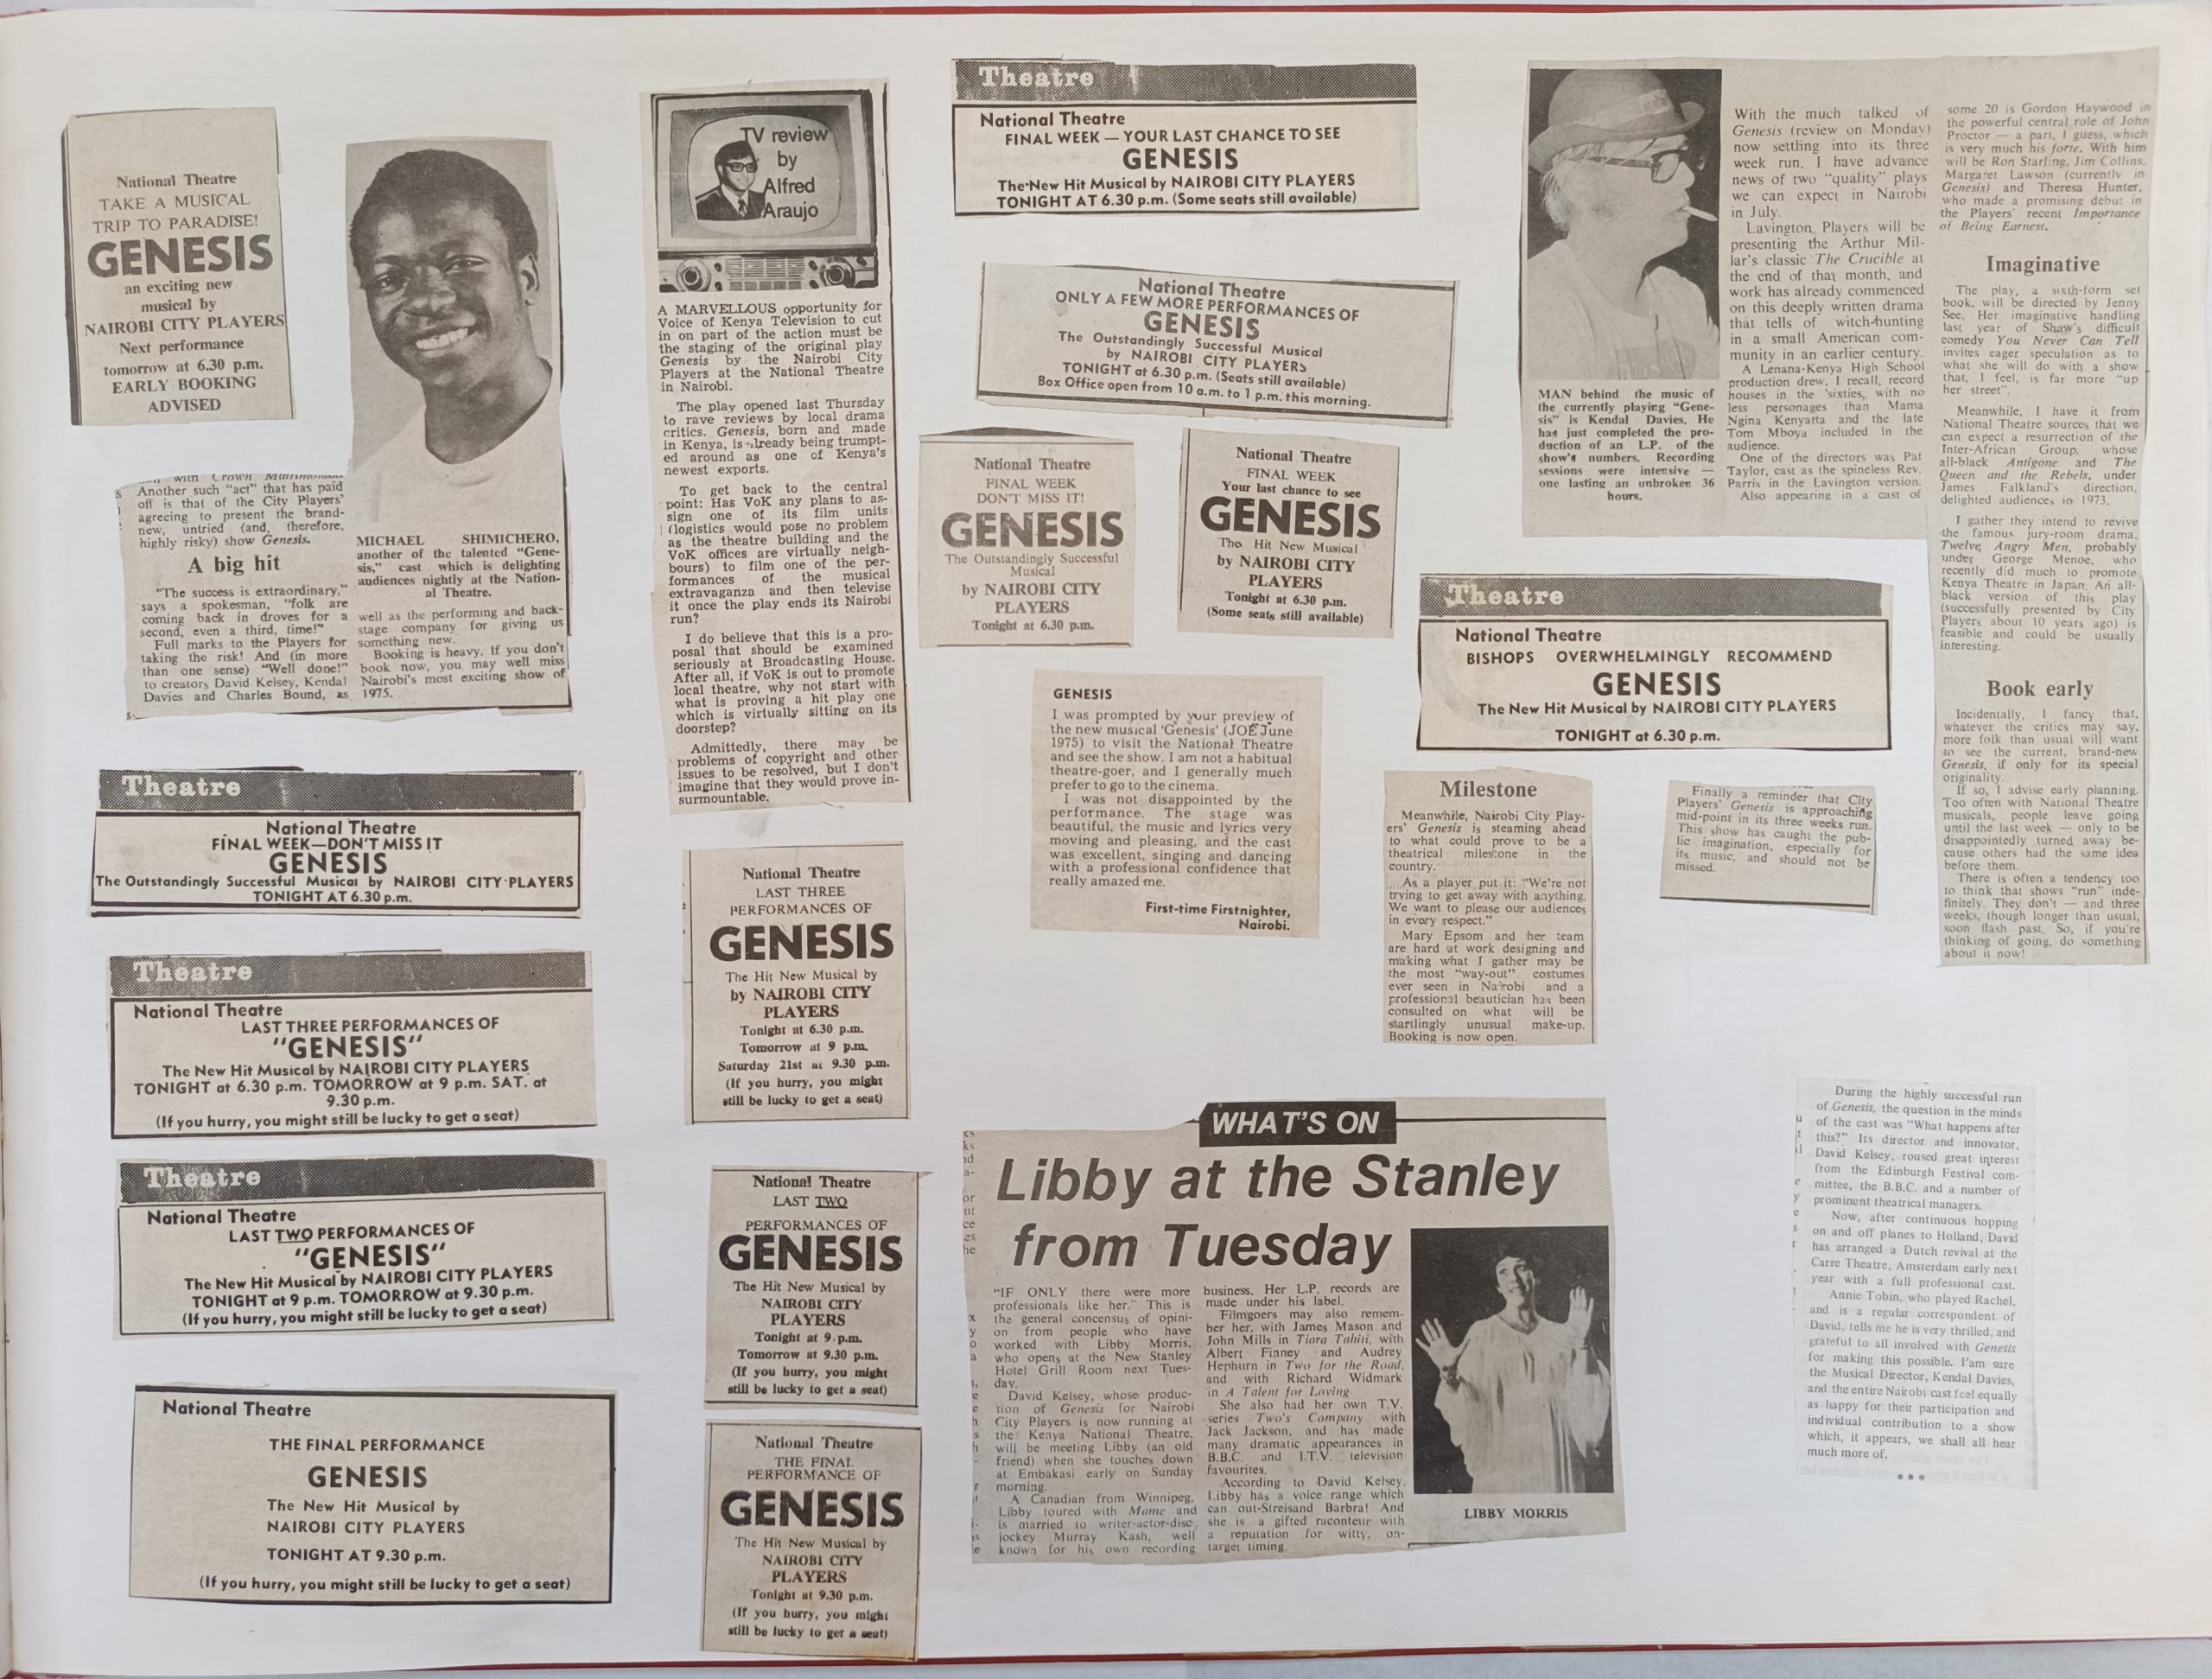 National Theatre
TAKE A MUSICAL
TRIP TO PARADISE!
GENESIS
an exciting new
musical by
NAIROBI CITY PLAYERS
Next performance
tomorrow at 6.30 p.m.
EARLY BOOKING
ADVISED
with Crown Matrimonial
Another such "act" that has paid
off is that of the City Players'
agreeing to present the brand-
new, untried (and, therefore,
highly risky) show Genesis.
A big hit
"The success is extraordinary,"
says a spokesman, "folk are
coming back in droves for a
second, even a third, time!"
Full marks to the Players for
taking the risk! And (in more
than one sense) "Well done!"
to creators David Kelsey, Kendal
Davies and Charles Bound, as
MICHAEL SHIMICHERO,
another of the talented "Gene-
sis," cast which is delighting
audiences nightly at the Nation-
al Theatre.
well as the performing and back-
stage company for giving us
something new.
Booking is heavy. If you don't
book now, you may well miss
Nairobi's most exciting show of
1975.
Theatre
National Theatre
FINAL WEEK—DON'T MISS IT
GENESIS
The Outstandingly Successful Musical by NAIROBI CITY PLAYERS
TONIGHT AT 6.30 p.m.
Theatre
National Theatre
LAST THREE PERFORMANCES OF
"GENESIS"
The New Hit Musical by NAIROBI CITY PLAYERS
TONIGHT at 6.30 p.m. TOMORROW at 9 p.m. SAT. at
9.30 p.m.
(If you hurry, you might still be lucky to get a seat)
Theatre
National Theatre
LAST TWO PERFORMANCES OF
"GENESIS"
The New Hit Musical by NAIROBI CITY PLAYERS
TONIGHT at 9 p.m. TOMORROW at 9.30 p.m.
(If you hurry, you might still be lucky to get a seat)
National Theatre
THE FINAL PERFORMANCE
GENESIS
The New Hit Musical by
NAIROBI CITY PLAYERS
TONIGHT AT 9.30 p.m.
(If you hurry, you might still be lucky to get a seat)
TV review
by
Alfred
Araujo
A MARVELLOUS opportunity for
Voice of Kenya Television to cut
in on part of the action must be
the staging of the original play
Genesis by the Nairobi City
Players at the National Theatre
in Nairobi.
The play opened last Thursday
to rave reviews by local drama
critics. Genesis, born and made
in Kenya, is already being trumpt-
ed around as one of Kenya's
newest exports.
To get back to the central
point: Has VoK any plans to as-
sign one of its film units
(logistics would pose no problem
as the theatre building and the
VoK offices are virtually neigh-
bours) to film one of the per-
formances of the musical
extravaganza and then televise
it once the play ends its Nairobi
run?
I do believe that this is a pro-
posal that should be examined
seriously at Broadcasting House.
After all, if VoK is out to promote
local theatre, why not start with
what is proving a hit play one
which is virtually sitting on its
doorstep?
Admittedly, there may be
problems of copyright and other
issues to be resolved, but I don't
imagine that they would prove in-
surmountable.
National Theatre
LAST THREE
PERFORMANCES OF
GENESIS
The Hit New Musical by
by NAIROBI CITY
PLAYERS
Tonight at 6.30 p.m.
Tomorrow at 9 p.m.
Saturday 21st at 9.30 p.m.
(If you hurry, you might
still be lucky to get a seat)
National Theatre
LAST TWO
PERFORMANCES OF
GENESIS
The Hit New Musical by
NAIROBI CITY
PLAYERS
Tonight at 9 p.m.
Tomorrow at 9.30 p.m.
(If you hurry, you might
still be lucky to get a seat)
National Theatre
THE FINAL
PERFORMANCE OF
GENESIS
The Hit New Musical by
NAIROBI CITY
PLAYERS
Tonight at 9.30 p.m.
(If you hurry, you might
still be lucky to get a seat)
Theatre
National Theatre
FINAL WEEK — YOUR LAST CHANCE TO SEE
GENESIS
The New Hit Musical by NAIROBI CITY PLAYERS
TONIGHT AT 6.30 p.m. (Some seats still available)
National Theatre
ONLY A FEW MORE PERFORMANCES OF
GENESIS
The Outstandingly Successful Musical
by NAIROBI CITY PLAYERS
TONIGHT at 6.30 p.m. (Seats still available)
Box Office open from 10 a.m. to 1 p.m. this morning.
National Theatre
FINAL WEEK
DON'T MISS IT!
GENESIS
The Outstandingly Successful
Musical
by NAIROBI CITY
PLAYERS
Tonight at 6.30 p.m.
National Theatre
FINAL WEEK
Your last chance to see
GENESIS
The Hit New Musical
by NAIROBI CITY
PLAYERS
Tonight at 6.30 p.m.
(Some seats still available)
GENESIS
I was prompted by your preview of
the new musical 'Genesis' (JOE June
1975) to visit the National Theatre
and see the show. I am not a habitual
theatre-goer, and I generally much
prefer to go to the cinema.
I was not disappointed by the
performance. The stage was
beautiful, the music and lyrics very
moving and pleasing, and the cast
was excellent, singing and dancing
with a professional confidence that
really amazed me.
First-time Firstnighter,
Nairobi.
WHAT'S ON
Libby at the Stanley
from Tuesday
"IF ONLY there were more
professionals like her." This is
the general concensus of opini-
on from people who have
worked with Libby Morris,
who opens at the New Stanley
Hotel Grill Room next Tues-
day.
David Kelsey, whose produc-
tion of Genesis for Nairobi
City Players is now running at
the Kenya National Theatre,
will be meeting Libby (an old
friend) when she touches down
at Embakasi early on Sunday
morning.
A Canadian from Winnipeg,
Libby toured with Mame and
is married to writer-actor-disc,
jockey Murray Kash, well
known for his own recording
business. Her L.P. records are
made under his label.
Filmgoers may also remem-
ber her, with James Mason and
John Mills in Tiara Tahiti, with
Albert Finney and Audrey
Hepburn in Two for the Road,
and with Richard Widmark
in A Talent for Loving.
She also had her own T.V.
series Two's Company with
Jack Jackson, and has made
many dramatic appearances in
B.B.C. and I.T.V. television
favourites.
According to David Kelsey,
Libby has a voice range which
can out-Streisand Barbra! And
she is a gifted raconteur with
a reputation for witty, on-
target timing.
LIBBY MORRIS
MAN behind the music of
the currently playing "Gene-
sis" is Kendal Davies. He
has just completed the pro-
duction of an L.P. of the
show's numbers. Recording
sessions were intensive —
one lasting an unbroken 36
hours.
With the much talked of
Genesis (review on Monday)
now settling into its three
week run, I have advance
news of two "quality" plays
we can expect in Nairobi
in July.
Lavington Players will be
presenting the Arthur Mil-
lar's classic The Crucible at
the end of that month, and
work has already commenced
on this deeply written drama
that tells of witch-hunting
in a small American com-
munity in an earlier century.
A Lenana-Kenya High School
production drew, I recall, record
houses in the 'sixties, with no
less personages than Mama
Ngina Kenyatta and the late
Tom Mboya included in the
audience.
One of the directors was Pat
Taylor, cast as the spineless Rev.
Parris in the Lavington version.
Also appearing in a cast of
some 20 is Gordon Haywood in
the powerful central role of John
Proctor — a part, I guess, which
is very much his forte. With him
will be Ron Starling, Jim Collins,
Margaret Lawson (currently in
Genesis) and Theresa Hunter,
who made a promising debut in
the Players' recent Importance
of Being Earnest.
Imaginative
The play, a sixth-form set
book, will be directed by Jenny
See. Her imaginative handling
last year of Shaw's difficult
comedy You Never Can Tell
invites eager speculation as to
what she will do with a show
that, I feel, is far more "up
her street".
Meanwhile, I have it from
National Theatre sources that we
can expect a resurrection of the
Inter-African Group, whose
all-black Antigone and The
Queen and the Rebels, under
James Falkland's direction,
delighted audiences in 1973.
I gather they intend to revive
the famous jury-room drama,
Twelve Angry Men, probably
under George Menoe, who
recently did much to promote
Kenya Theatre in Japan. An all-
black version of this play
(successfully presented by City
Players about 10 years ago) is
feasible and could be usually
interesting.
Book early
Incidentally, I fancy that,
whatever the critics may say,
more folk than usual will want
to see the current, brand-new
Genesis, if only for its special
originality.
If so, I advise early planning.
Too often with National Theatre
musicals, people leave going
until the last week — only to be
disappointedly turned away be-
cause others had the same idea
before them.
There is often a tendency too
to think that shows "run" inde-
finitely. They don't — and three
weeks, though longer than usual,
soon flash past. So, if you're
thinking of going, do something
about it now!
Theatre
National Theatre
BISHOPS OVERWHELMINGLY RECOMMEND
GENESIS
The New Hit Musical by NAIROBI CITY PLAYERS
TONIGHT at 6.30 p.m.
Milestone
Meanwhile, Nairobi City Play-
ers' Genesis is steaming ahead
to what could prove to be a
theatrical milestone in the
country.
As a player put it: "We're not
trying to get away with anything.
We want to please our audiences
in every respect."
Mary Epsom and her team
are hard at work designing and
making what I gather may be
the most "way-out" costumes
ever seen in Nairobi and a
professional beautician has been
consulted on what will be
startlingly unusual make-up.
Booking is now open.
Finally a reminder that City
Players' Genesis is approaching
mid-point in its three weeks run.
This show has caught the pub-
lic imagination, especially for
its music, and should not be
missed.
During the highly successful run
of Genesis, the question in the minds
of the cast was "What happens after
this?" Its director and innovator,
David Kelsey, roused great interest
from the Edinburgh Festival com-
mittee, the B.B.C. and a number of
prominent theatrical managers.
Now, after continuous hopping
on and off planes to Holland, David
has arranged a Dutch revival at the
Carre Theatre, Amsterdam early next
year with a full professional cast.
Annie Tobin, who played Rachel,
and is a regular correspondent of
David, tells me he is very thrilled, and
grateful to all involved with Genesis
for making this possible. I'am sure
the Musical Director, Kendal Davies,
and the entire Nairobi cast feel equally
as happy for their participation and
individual contribution to a show
which, it appears, we shall all hear
much more of.
***